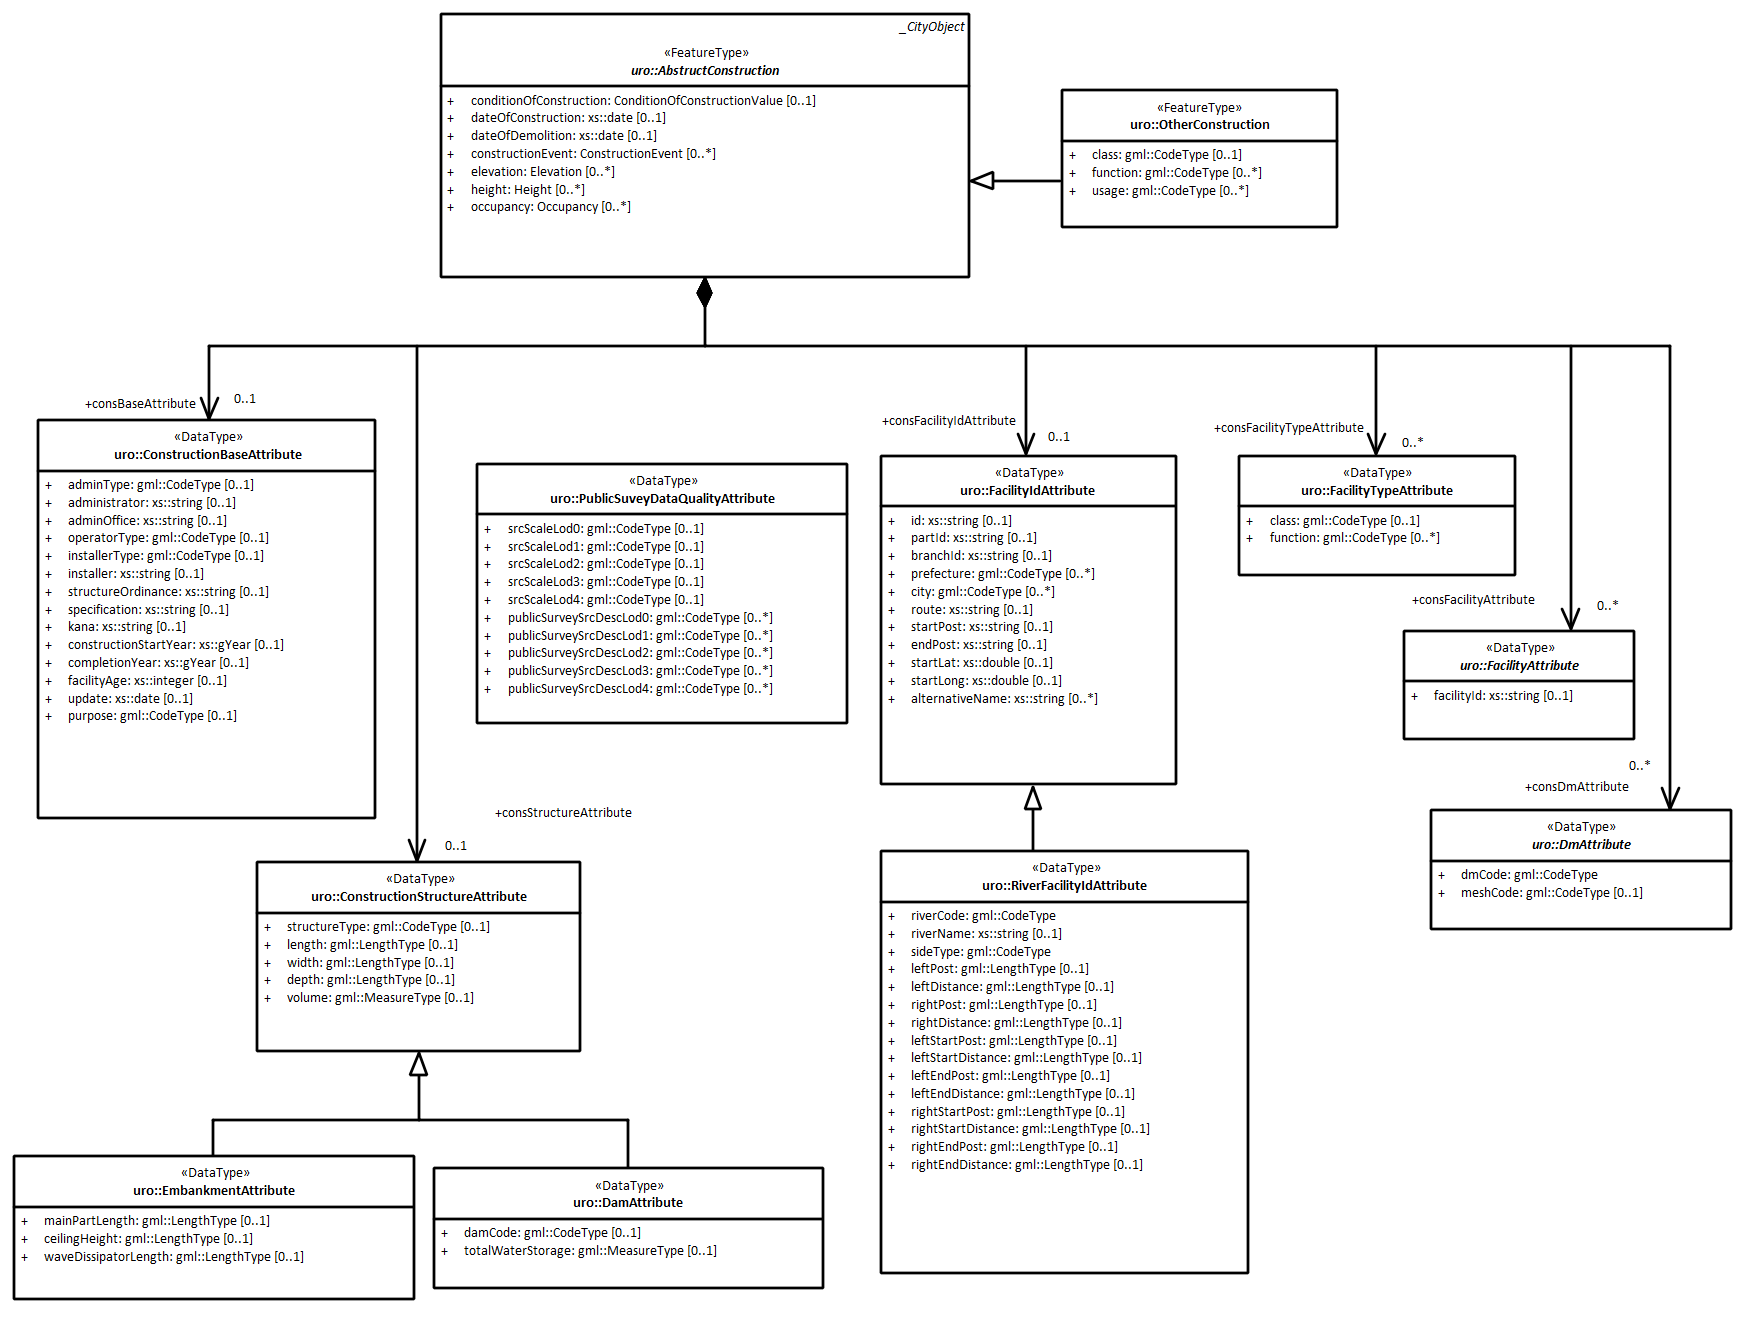 _CityObject
«FeatureType»
uro::AbstructConstruction
+ conditionOfConstruction: ConditionOfConstructionValue [0..1]
+ dateOfConstruction: xs::date [0..1]
+ dateOfDemolition: xs::date [0..1]
+ constructionEvent: ConstructionEvent [0..*]
+ elevation: Elevation [0..*]
+ height: Height [0..*]
+ occupancy: Occupancy [0..*]
«FeatureType»
uro::OtherConstruction
+ class: gml::CodeType [0..1]
+ function: gml::CodeType [0..*]
+ usage: gml::CodeType [0..*]
+consBaseAttribute
0..1
«DataType»
uro::ConstructionBaseAttribute
+ adminType: gml::CodeType [0..1]
+ administrator: xs::string [0..1]
+ adminOffice: xs::string [0..1]
+ operatorType: gml::CodeType [0..1]
+ installerType: gml::CodeType [0..1]
+ installer: xs::string [0..1]
+ structureOrdinance: xs::string [0..1]
+ specification: xs::string [0..1]
+ kana: xs::string [0..1]
+ constructionStartYear: xs::gYear [0..1]
+ completionYear: xs::gYear [0..1]
+ facilityAge: xs::integer [0..1]
+ update: xs::date [0..1]
+ purpose: gml::CodeType [0..1]
«DataType»
uro::PublicSuveyDataQualityAttribute
+ srcScaleLod0: gml::CodeType [0..1]
+ srcScaleLod1: gml::CodeType [0..1]
+ srcScaleLod2: gml::CodeType [0..1]
+ srcScaleLod3: gml::CodeType [0..1]
+ srcScaleLod4: gml::CodeType [0..1]
+ publicSurveySrcDescLod0: gml::CodeType [0..*]
+ publicSurveySrcDescLod1: gml::CodeType [0..*]
+ publicSurveySrcDescLod2: gml::CodeType [0..*]
+ publicSurveySrcDescLod3: gml::CodeType [0..*]
+ publicSurveySrcDescLod4: gml::CodeType [0..*]
+consFacilityIdAttribute
0..1
«DataType»
uro::FacilityIdAttribute
+ id: xs::string [0..1]
+ partId: xs::string [0..1]
+ branchId: xs::string [0..1]
+ prefecture: gml::CodeType [0..*]
+ city: gml::CodeType [0..*]
+ route: xs::string [0..1]
+ startPost: xs::string [0..1]
+ endPost: xs::string [0..1]
+ startLat: xs::double [0..1]
+ startLong: xs::double [0..1]
+ alternativeName: xs::string [0..*]
+consFacilityTypeAttribute
0..*
«DataType»
uro::FacilityTypeAttribute
+ class: gml::CodeType [0..1]
+ function: gml::CodeType [0..*]
+consFacilityAttribute
0..*
«DataType»
uro::FacilityAttribute
+ facilityId: xs::string [0..1]
0..*
+consDmAttribute
«DataType»
uro::DmAttribute
+ dmCode: gml::CodeType
+ meshCode: gml::CodeType [0..1]
+consStructureAttribute
0..1
«DataType»
uro::ConstructionStructureAttribute
+ structureType: gml::CodeType [0..1]
+ length: gml::LengthType [0..1]
+ width: gml::LengthType [0..1]
+ depth: gml::LengthType [0..1]
+ volume: gml::MeasureType [0..1]
«DataType»
uro::RiverFacilityIdAttribute
+ riverCode: gml::CodeType
+ riverName: xs::string [0..1]
+ sideType: gml::CodeType
+ leftPost: gml::LengthType [0..1]
+ leftDistance: gml::LengthType [0..1]
+ rightPost: gml::LengthType [0..1]
+ rightDistance: gml::LengthType [0..1]
+ leftStartPost: gml::LengthType [0..1]
+ leftStartDistance: gml::LengthType [0..1]
+ leftEndPost: gml::LengthType [0..1]
+ leftEndDistance: gml::LengthType [0..1]
+ rightStartPost: gml::LengthType [0..1]
+ rightStartDistance: gml::LengthType [0..1]
+ rightEndPost: gml::LengthType [0..1]
+ rightEndDistance: gml::LengthType [0..1]
«DataType»
uro::EmbankmentAttribute
+ mainPartLength: gml::LengthType [0..1]
+ ceilingHeight: gml::LengthType [0..1]
+ waveDissipatorLength: gml::LengthType [0..1]
«DataType»
uro::DamAttribute
+ damCode: gml::CodeType [0..1]
+ totalWaterStorage: gml::MeasureType [0..1]